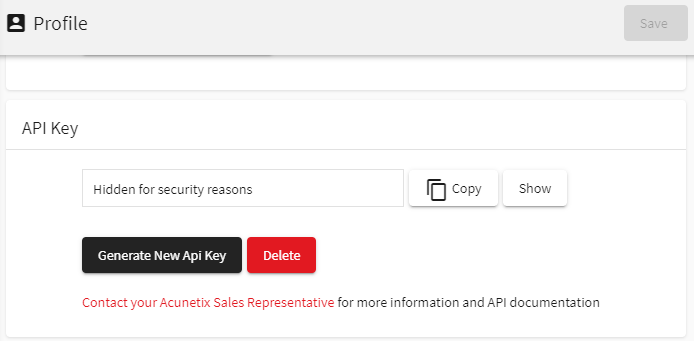 Profile
Save
API Key
Hidden for security reasons
Copy
Show
Generate New Api Key
Delete
Contact your Acunetix Sales Representative for more information and API documentation